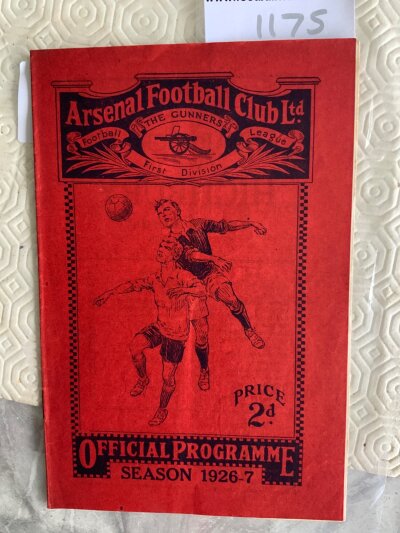 1175
Arsenal Football Club Ltd.
"THE GUNNERS"
Football League
First Division
PRICE
2d.
OFFICIAL PROGRAMME
SEASON 1926-7